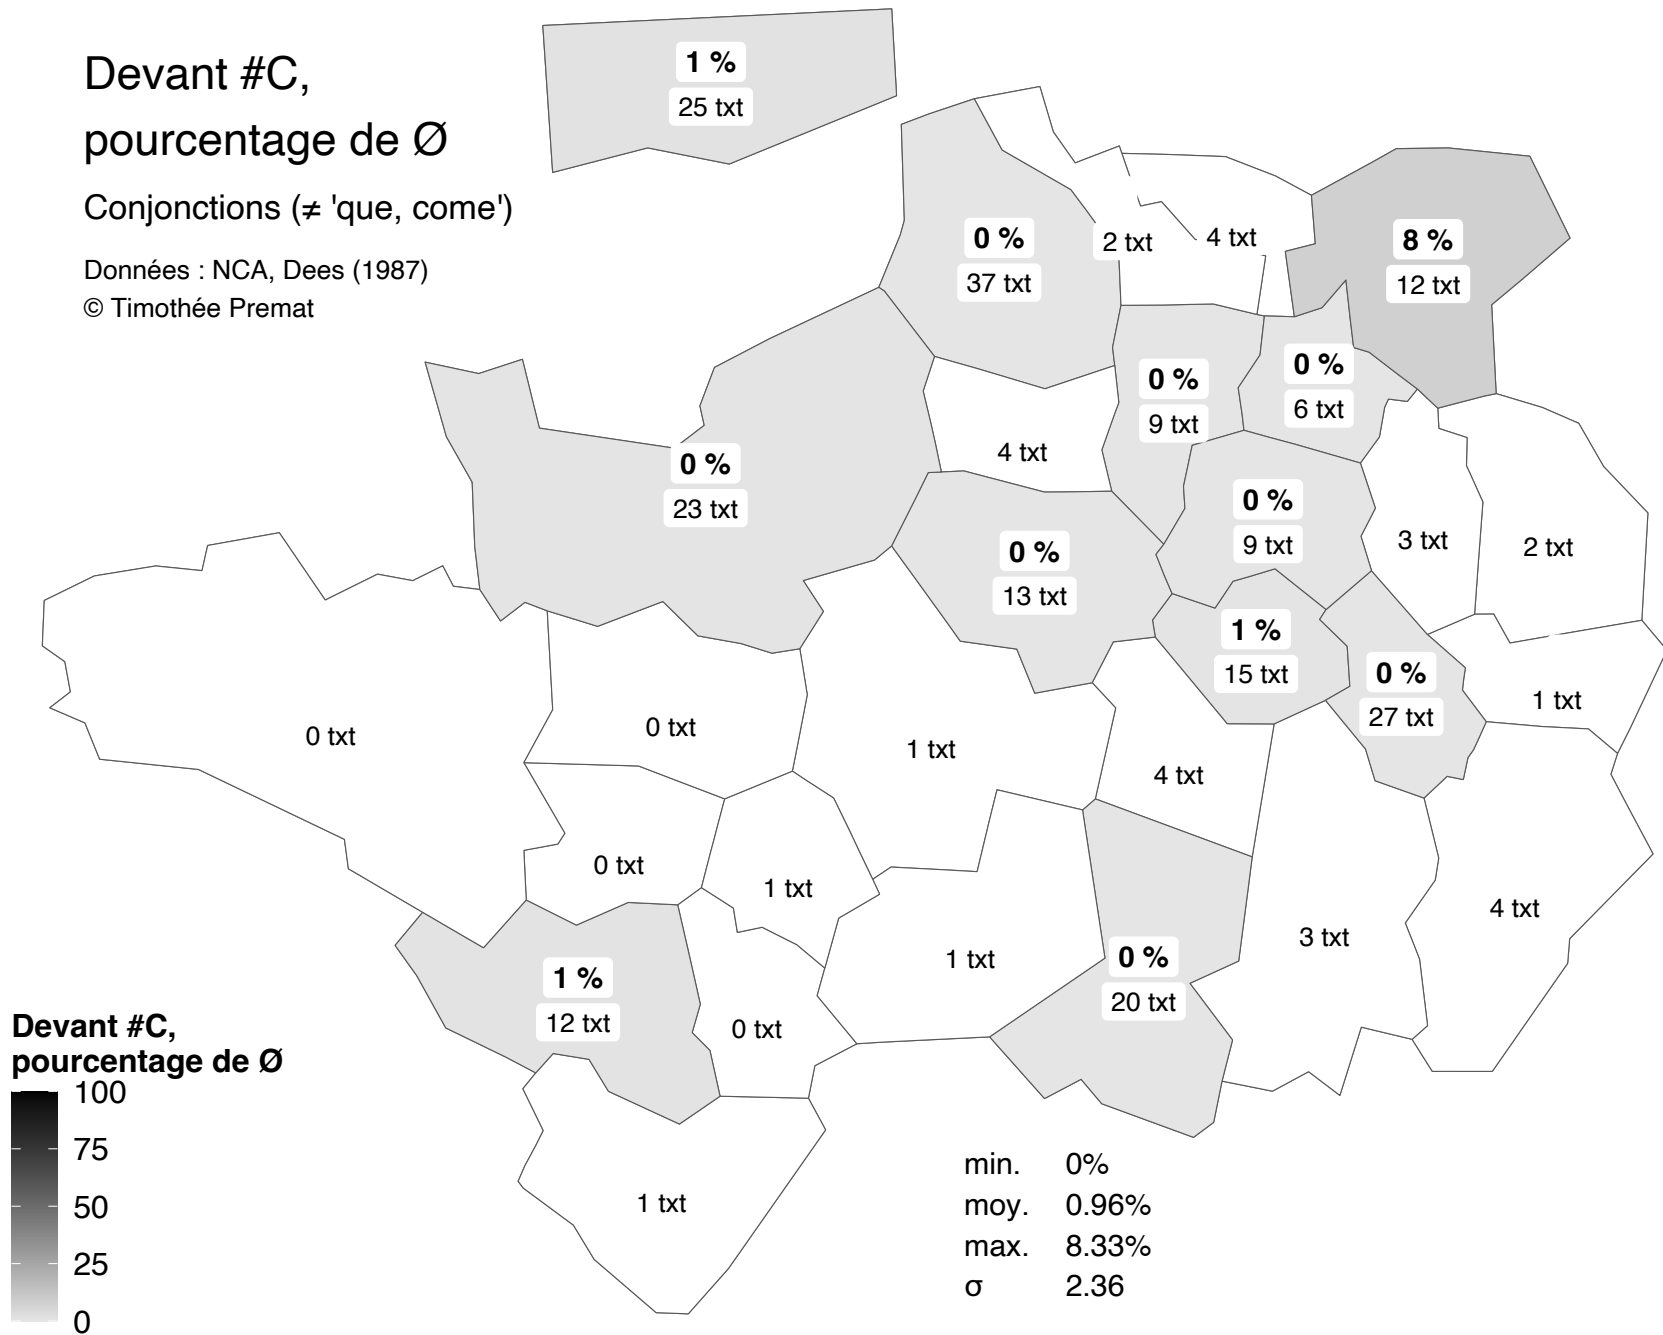 Devant #C,
pourcentage de Ø
Conjonctions (≠ 'que, come')
Données : NCA, Dees (1987)
© Timothée Premat
1 %
25 txt
0 %
37 txt
2 txt
4 txt
8 %
12 txt
0 %
9 txt
0 %
6 txt
4 txt
0 %
23 txt
0 %
9 txt
3 txt
2 txt
0 %
13 txt
1 %
15 txt
0 %
27 txt
1 txt
0 txt
0 txt
1 txt
4 txt
0 txt
1 txt
1 txt
0 %
20 txt
3 txt
4 txt
1 %
12 txt
0 txt
1 txt
Devant #C,
pourcentage de Ø
100
75
50
25
0
min. 0%
moy. 0.96%
max. 8.33%
σ 2.36